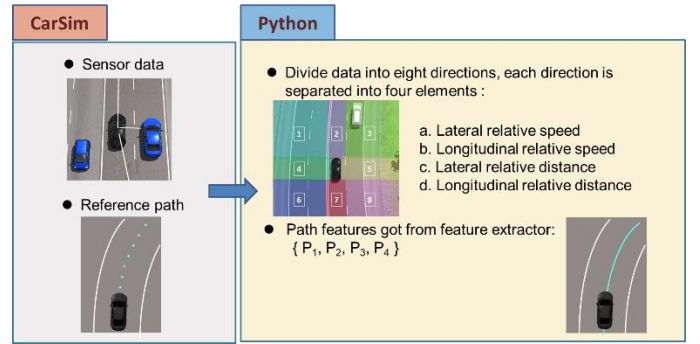 CarSim
Python
● Sensor data
● Reference path
● Divide data into eight directions, each direction is
separated into four elements :
1 2 3
4 5
6 7 8
a. Lateral relative speed
b. Longitudinal relative speed
c. Lateral relative distance
d. Longitudinal relative distance
● Path features got from feature extractor:
{ P₁, P₂, P₃, P₄ }